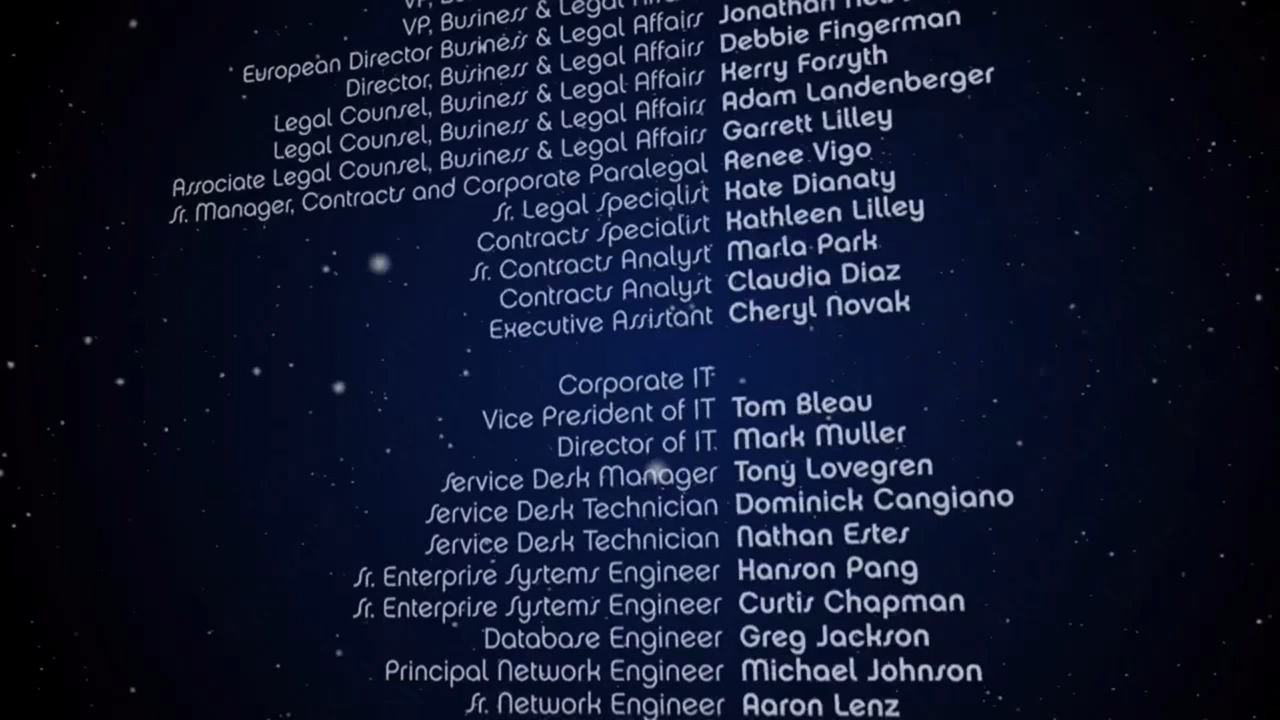 VP, Business & Legal
European Director Business & Legal Affairs Jonathan
Director, Business & Legal Affairs Debbie Fingerman
Legal Counsel, Business & Legal Affairs Kerry Forsyth
Legal Counsel, Business & Legal Affairs Adam Landenberger
Associate Legal Counsel, Business & Legal Affairs Garrett Lilley
Sr. Manager, Contracts and Corporate Paralegal Renee Vigo
Sr. Legal Specialist Kate Dianaty
Contracts Specialist Kathleen Lilley
Sr. Contracts Analyst Marla Park
Contracts Analyst Claudia Diaz
Executive Assistant Cheryl Novak
Corporate IT
Vice President of IT Tom Bleau
Director of IT Mark Muller
Service Desk Manager Tony Lovegren
Service Desk Technician Dominick Cangiano
Service Desk Technician Nathan Estes
Sr. Enterprise Systems Engineer Hanson Pang
Sr. Enterprise Systems Engineer Curtis Chapman
Database Engineer Greg Jackson
Principal Network Engineer Michael Johnson
Sr. Network Engineer Aaron Lenz